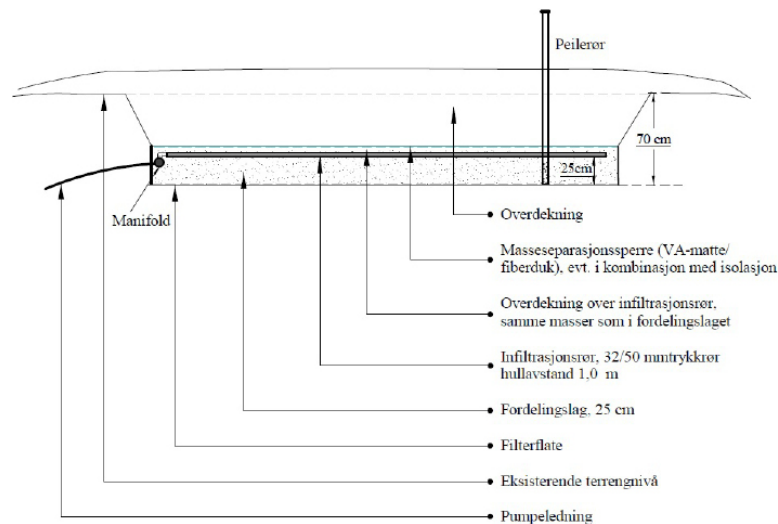 Peilerør
70 cm
25cm
Manifold
Overdekning
Masseseparasjonssperre (VA-matte/
fiberduk), evt. i kombinasjon med isolasjon
Overdekning over infiltrasjonsrør,
samme masser som i fordelingslaget
Infiltrasjonsrør, 32/50 mmtrykkrør
hullavstand 1,0 m
Fordelingslag, 25 cm
Filterflate
Eksisterende terrengnivå
Pumpeledning